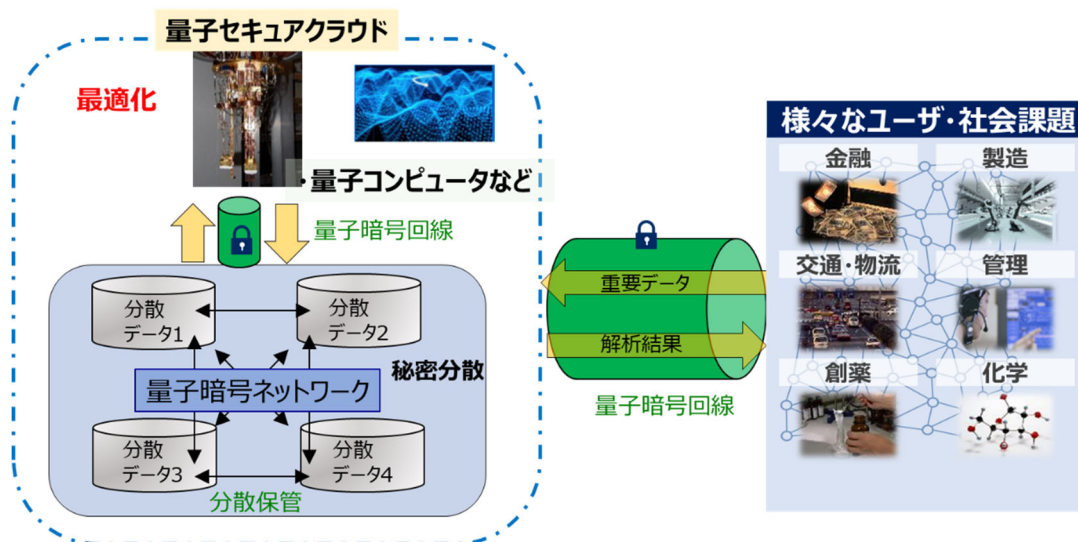 量子セキュアクラウド
最適化
・量子コンピュータなど
量子暗号回線
分散
データ1
分散
データ2
秘密分散
量子暗号ネットワーク
分散
データ3
分散
データ4
分散保管
重要データ
解析結果
量子暗号回線
様々なユーザ・社会課題
金融
製造
交通・物流
管理
創薬
化学